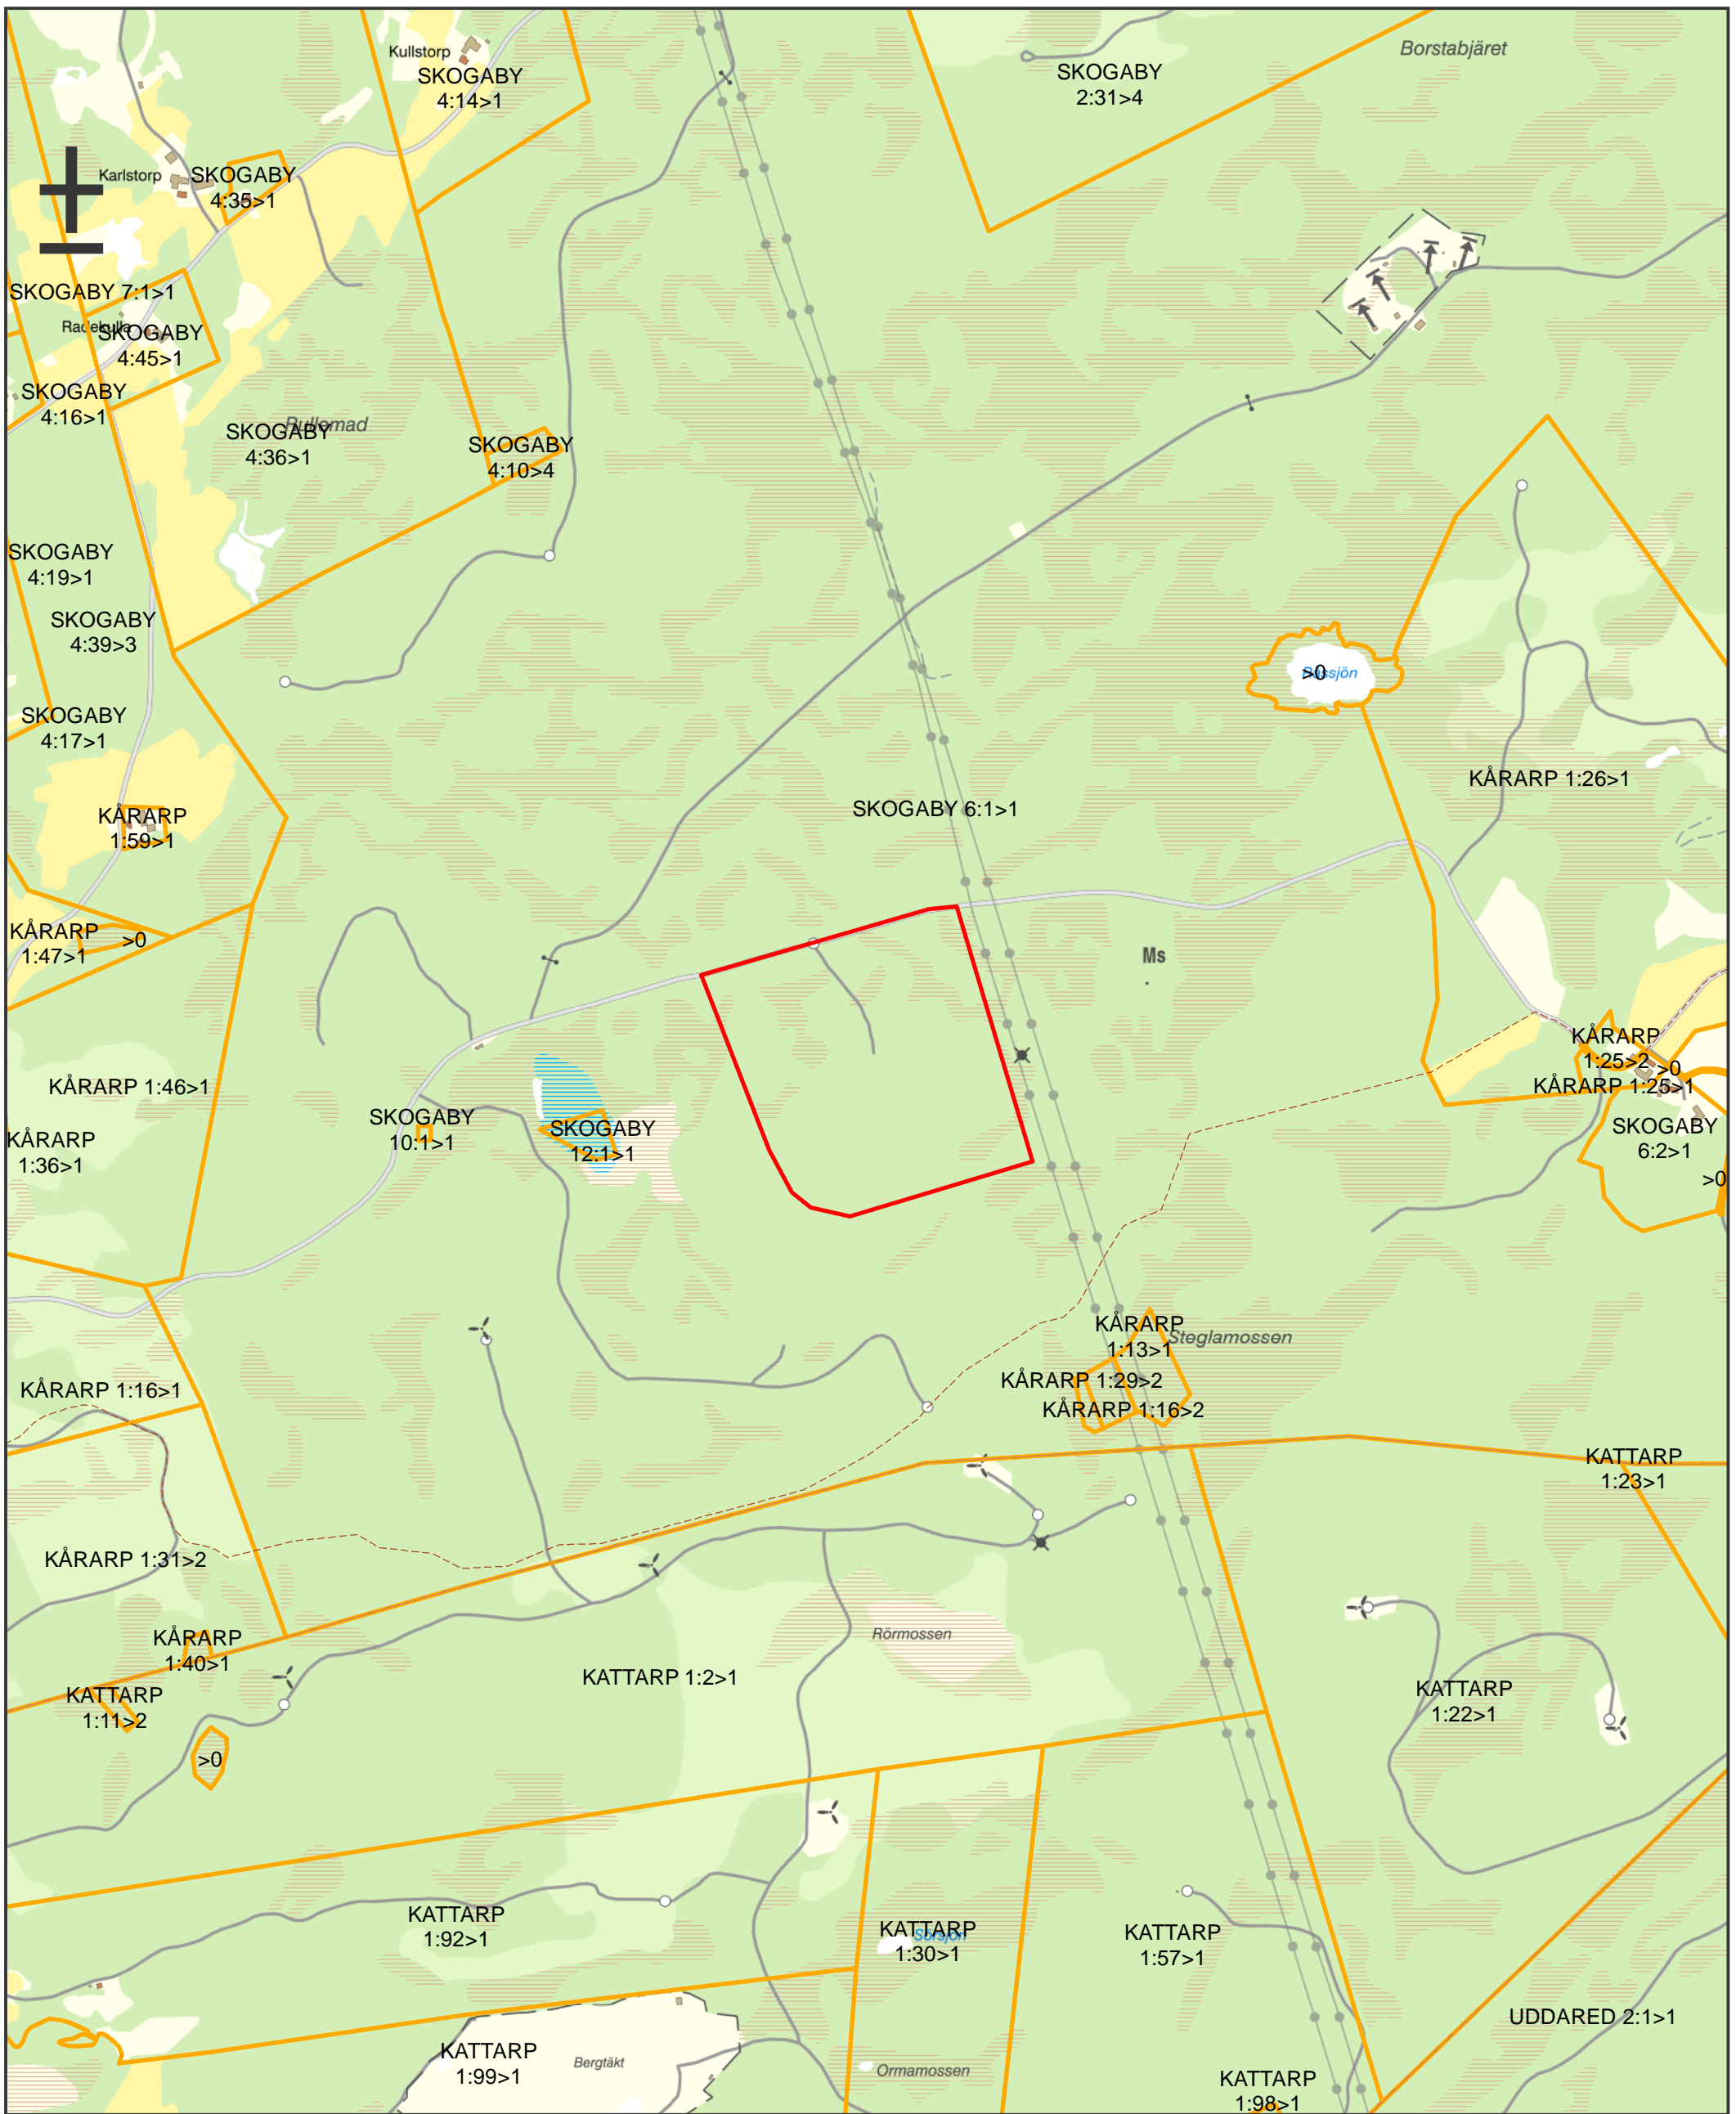 Kullstorp
SKOGABY
4:14>1
Borstabjäret
SKOGABY
2:31>4
Karlstorp
SKOGABY
4:35>1
SKOGABY 7:1>1
Radekulla
SKOGABY
4:45>1
SKOGABY
4:16>1
Rullemad
SKOGABY
4:36>1
SKOGABY
4:10>4
SKOGABY
4:19>1
SKOGABY
4:39>3
>0
SKOGABY
4:17>1
KÅRARP 1:26>1
SKOGABY 6:1>1
KÅRARP
1:59>1
KÅRARP
1:47>1
>0
Ms
KÅRARP
1:25>2
>0
KÅRARP 1:25>1
KÅRARP 1:46>1
SKOGABY
10:1>1
SKOGABY
12:1>1
SKOGABY
6:2>1
KÅRARP
1:36>1
>0
KÅRARP
1:13>1
Steglamossen
KÅRARP 1:29>2
KÅRARP 1:16>1
KÅRARP 1:16>2
KATTARP
1:23>1
KÅRARP 1:31>2
Rörmossen
KÅRARP
1:40>1
KATTARP 1:2>1
KATTARP
1:11>2
KATTARP
1:22>1
>0
KATTARP
1:92>1
KATTARP
1:30>1
Sörsjön
KATTARP
1:57>1
UDDARED 2:1>1
KATTARP
1:99>1
Bergtäkt
Ormamossen
KATTARP
1:98>1